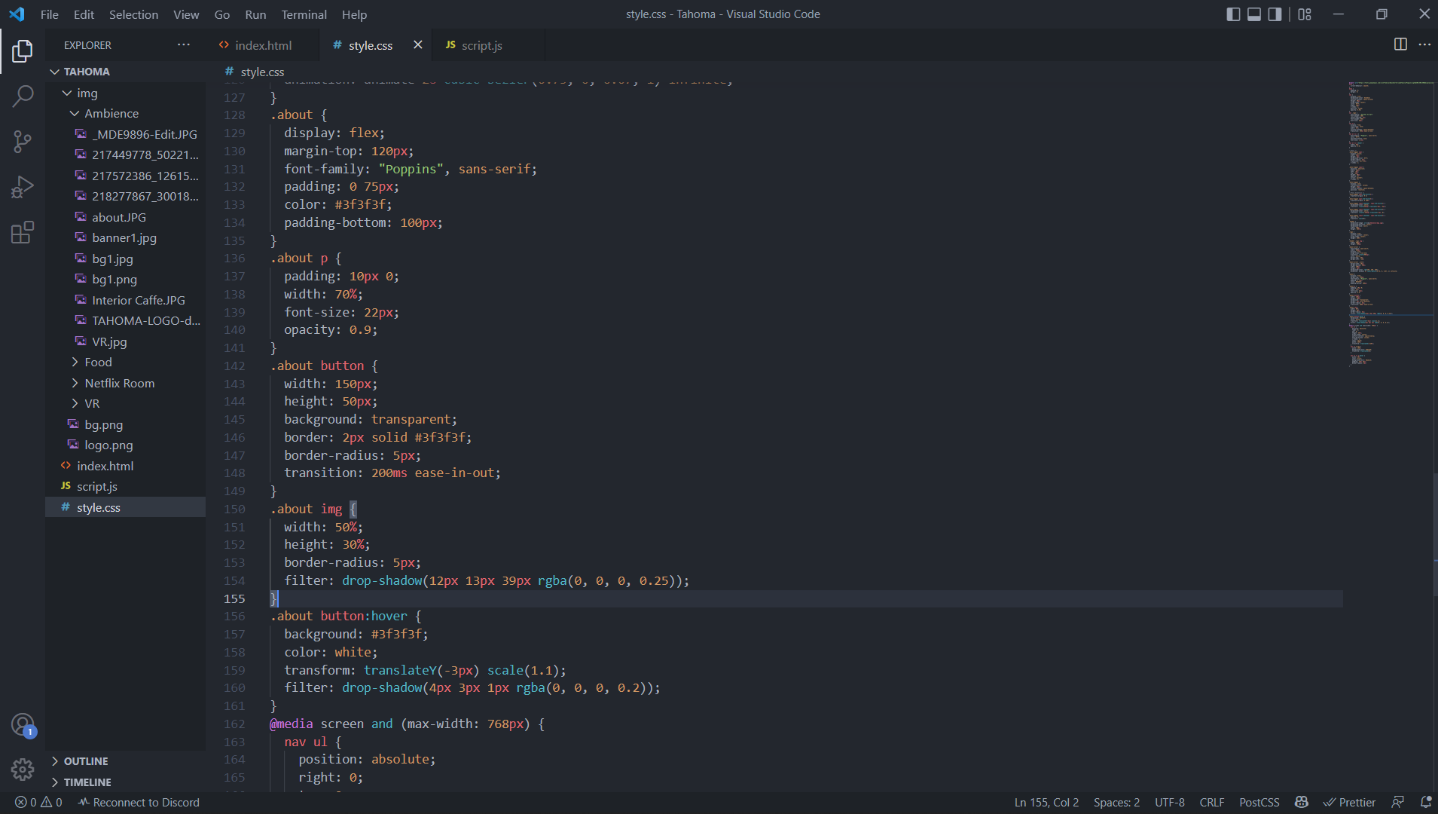 File Edit Selection View Go Run Terminal Help
style.css - Tahoma - Visual Studio Code
EXPLORER
index.html
# style.css
JS script.js
TAHOMA
# style.css
img
Ambience
_MDE9896-Edit.JPG
217449778_50221...
217572386_12615...
218277867_30018...
about.JPG
banner1.jpg
bg1.jpg
bg1.png
Interior Caffe.JPG
TAHOMA-LOGO-d...
VR.jpg
Food
Netflix Room
VR
bg.png
logo.png
index.html
JS script.js
# style.css
OUTLINE
TIMELINE
127 }
128 .about {
129 display: flex;
130 margin-top: 120px;
131 font-family: "Poppins", sans-serif;
132 padding: 0 75px;
133 color: #3f3f3f;
134 padding-bottom: 100px;
135 }
136 .about p {
137 padding: 10px 0;
138 width: 70%;
139 font-size: 22px;
140 opacity: 0.9;
141 }
142 .about button {
143 width: 150px;
144 height: 50px;
145 background: transparent;
146 border: 2px solid #3f3f3f;
147 border-radius: 5px;
148 transition: 200ms ease-in-out;
149 }
150 .about img {
151 width: 50%;
152 height: 30%;
153 border-radius: 5px;
154 filter: drop-shadow(12px 13px 39px rgba(0, 0, 0, 0.25));
155 }
156 .about button:hover {
157 background: #3f3f3f;
158 color: white;
159 transform: translateY(-3px) scale(1.1);
160 filter: drop-shadow(4px 3px 1px rgba(0, 0, 0, 0.2));
161 }
162 @media screen and (max-width: 768px) {
163 nav ul {
164 position: absolute;
165 right: 0;
1
0 0 Reconnect to Discord
Ln 155, Col 2 Spaces: 2 UTF-8 CRLF PostCSS Prettier